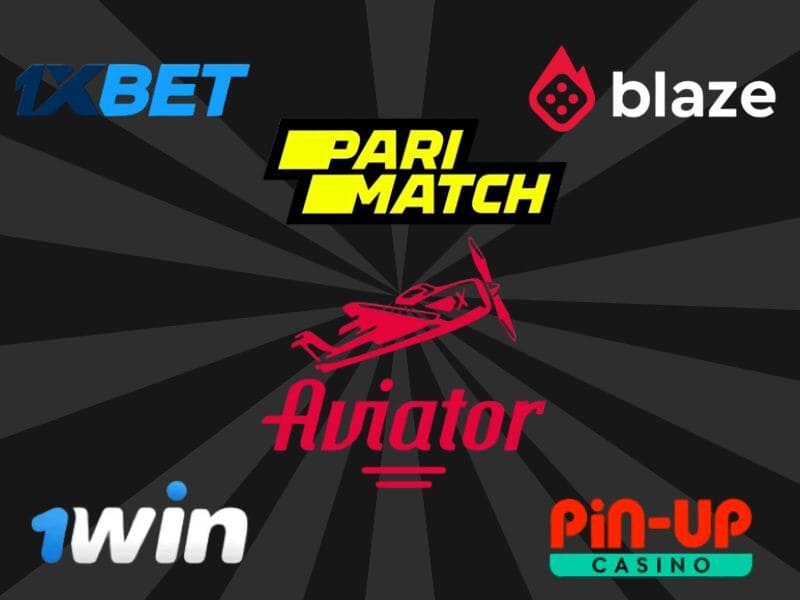 1XBET
blaze
PARI
MATCH
Aviator
1win
PiN-UP
CASINO